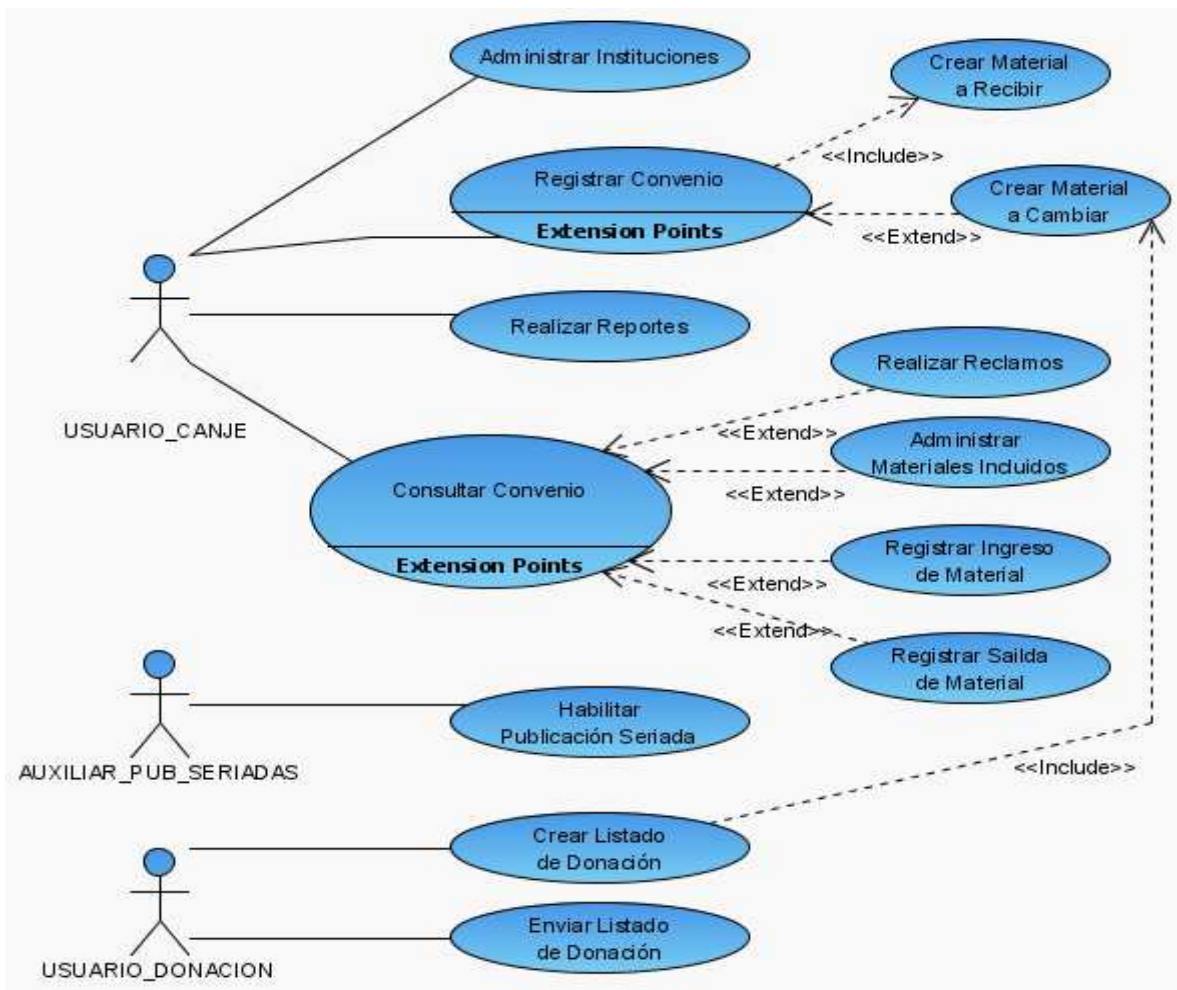 Administrar Instituciones
Crear Material
a Recibir
<<Include>>
Registrar Convenio
Extension Points
Crear Material
a Cambiar
<<Extend>>
Realizar Reportes
Realizar Reclamos
USUARIO_CANJE
<<Extend>>
Administrar
Materiales Incluidos
Consultar Convenio
<<Extend>>
Extension Points
Registrar Ingreso
de Material
<<Extend>>
<<Extend>>
Registrar Sailda
de Material
Habilitar
Publicación Seriada
AUXILIAR_PUB_SERIADAS
<<Include>>
Crear Listado
de Donación
Enviar Listado
de Donación
USUARIO_DONACION